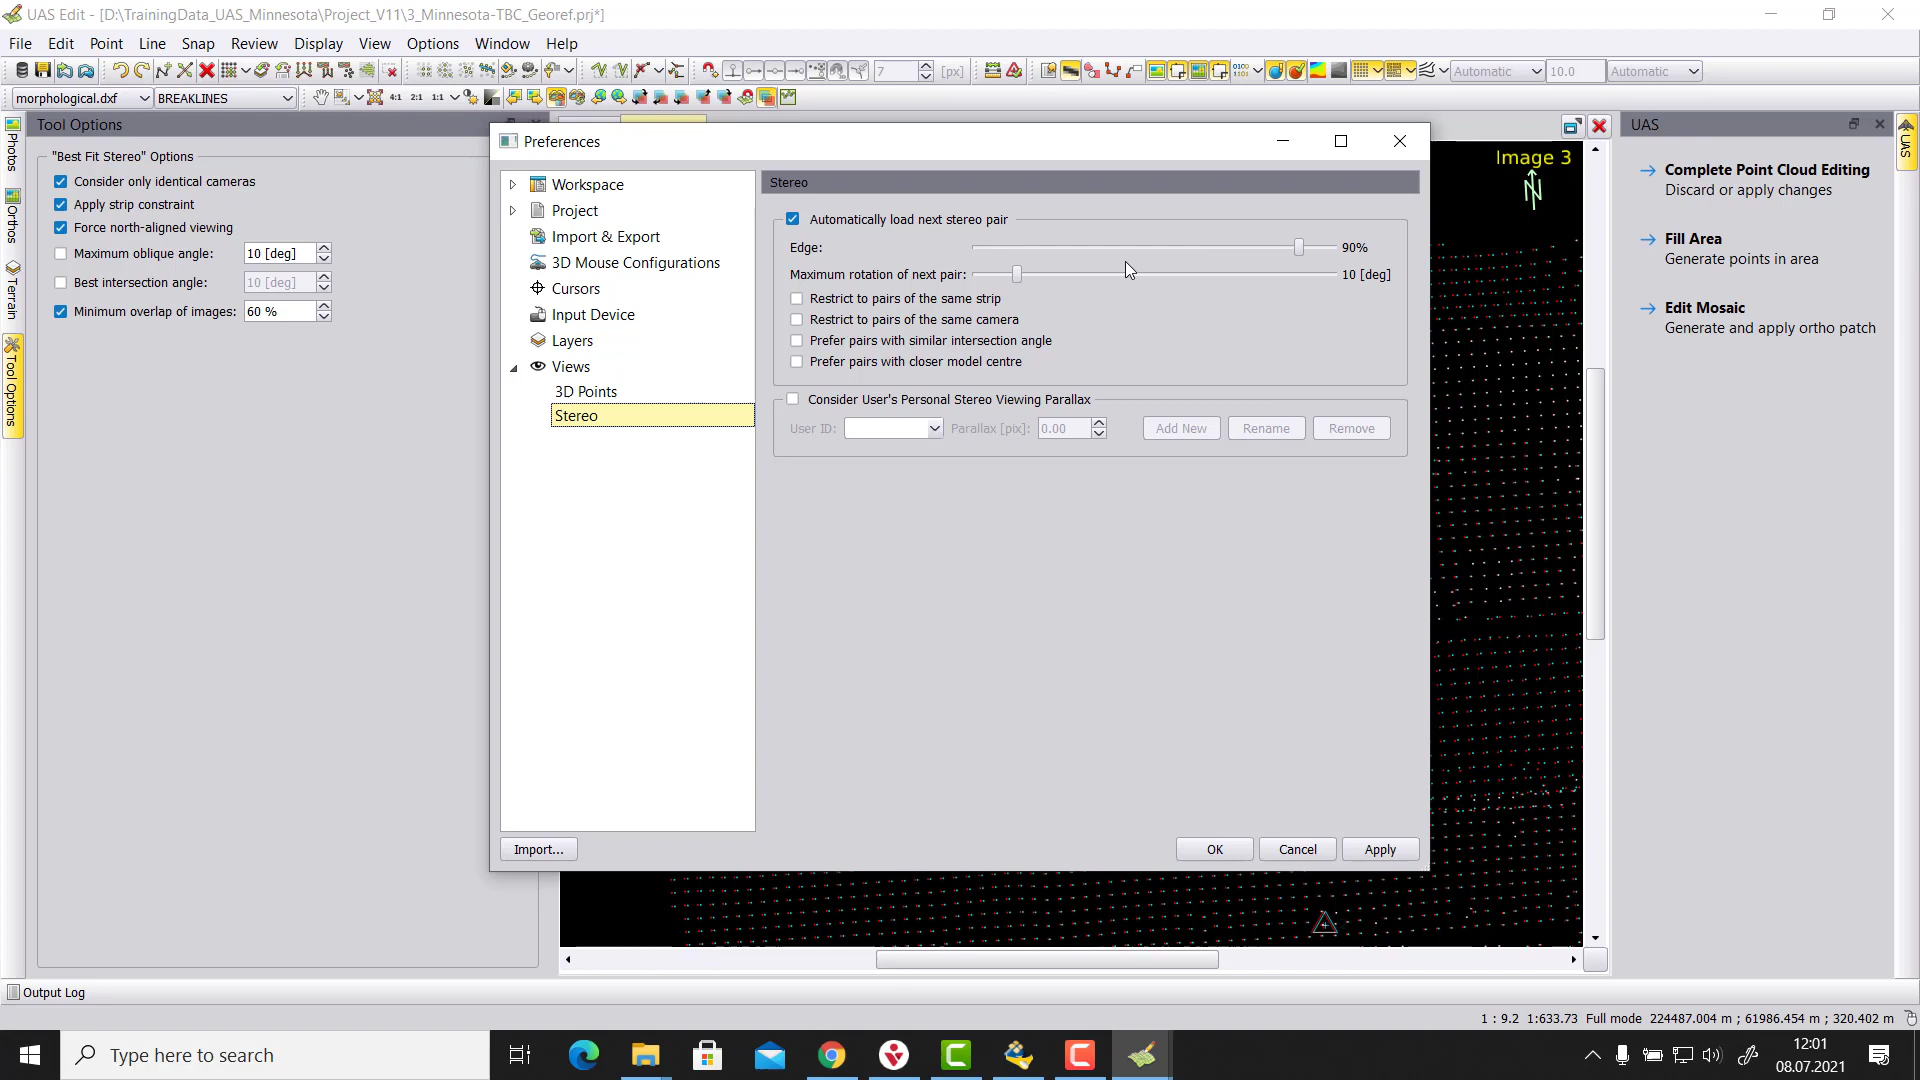 UAS Edit - [D:\TrainingData_UAS_Minnesota\Project_V11\3_Minnesota-TBC_Georef.prj*]
File Edit Point Line Snap Review Display View Options Window Help
7 [px] Automatic 10.0 Automatic
morphological.dxf BREAKLINES 4:1 2:1 1:1
Tool Options
"Best Fit Stereo" Options
Consider only identical cameras
Apply strip constraint
Force north-aligned viewing
Maximum oblique angle: 10 [deg]
Best intersection angle: 10 [deg]
Minimum overlap of images: 60 %
Photos
Orthos
Terrain
Tool Options
Preferences
Workspace
Project
Import & Export
3D Mouse Configurations
Cursors
Input Device
Layers
Views
3D Points
Stereo
Import...
Stereo
Automatically load next stereo pair
Edge: 90%
Maximum rotation of next pair: 10 [deg]
Restrict to pairs of the same strip
Restrict to pairs of the same camera
Prefer pairs with similar intersection angle
Prefer pairs with closer model centre
Consider User's Personal Stereo Viewing Parallax
User ID: Parallax [pix]: 0.00 Add New Rename Remove
OK Cancel Apply
Image 3
N
UAS
Complete Point Cloud Editing
Discard or apply changes
Fill Area
Generate points in area
Edit Mosaic
Generate and apply ortho patch
UAS
Output Log
1 : 9.2 1:633.73 Full mode 224487.004 m ; 61986.454 m ; 320.402 m
Type here to search
12:01
08.07.2021